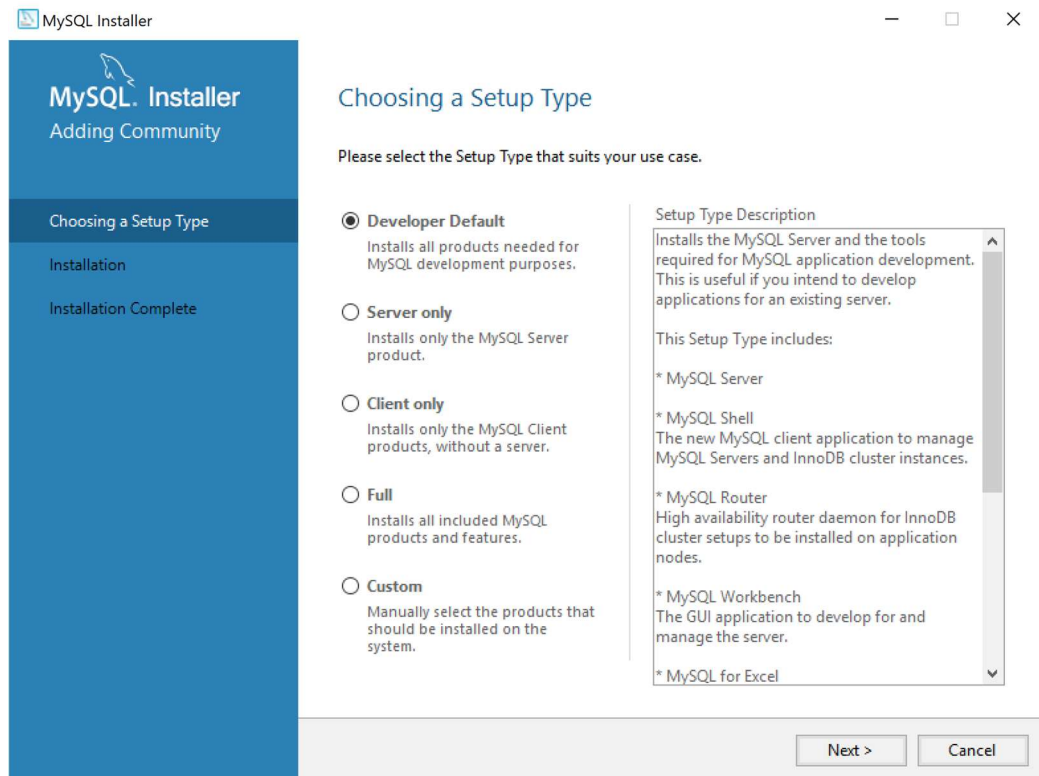 MySQL Installer
MySQL. Installer
Adding Community
Choosing a Setup Type
Installation
Installation Complete
Choosing a Setup Type
Please select the Setup Type that suits your use case.
Developer Default
Installs all products needed for
MySQL development purposes.
Server only
Installs only the MySQL Server
product.
Client only
Installs only the MySQL Client
products, without a server.
Full
Installs all included MySQL
products and features.
Custom
Manually select the products that
should be installed on the
system.
Setup Type Description
Installs the MySQL Server and the tools
required for MySQL application development.
This is useful if you intend to develop
applications for an existing server.
This Setup Type includes:
* MySQL Server
* MySQL Shell
The new MySQL client application to manage
MySQL Servers and InnoDB cluster instances.
* MySQL Router
High availability router daemon for InnoDB
cluster setups to be installed on application
nodes.
* MySQL Workbench
The GUI application to develop for and
manage the server.
* MySQL for Excel
Next >
Cancel